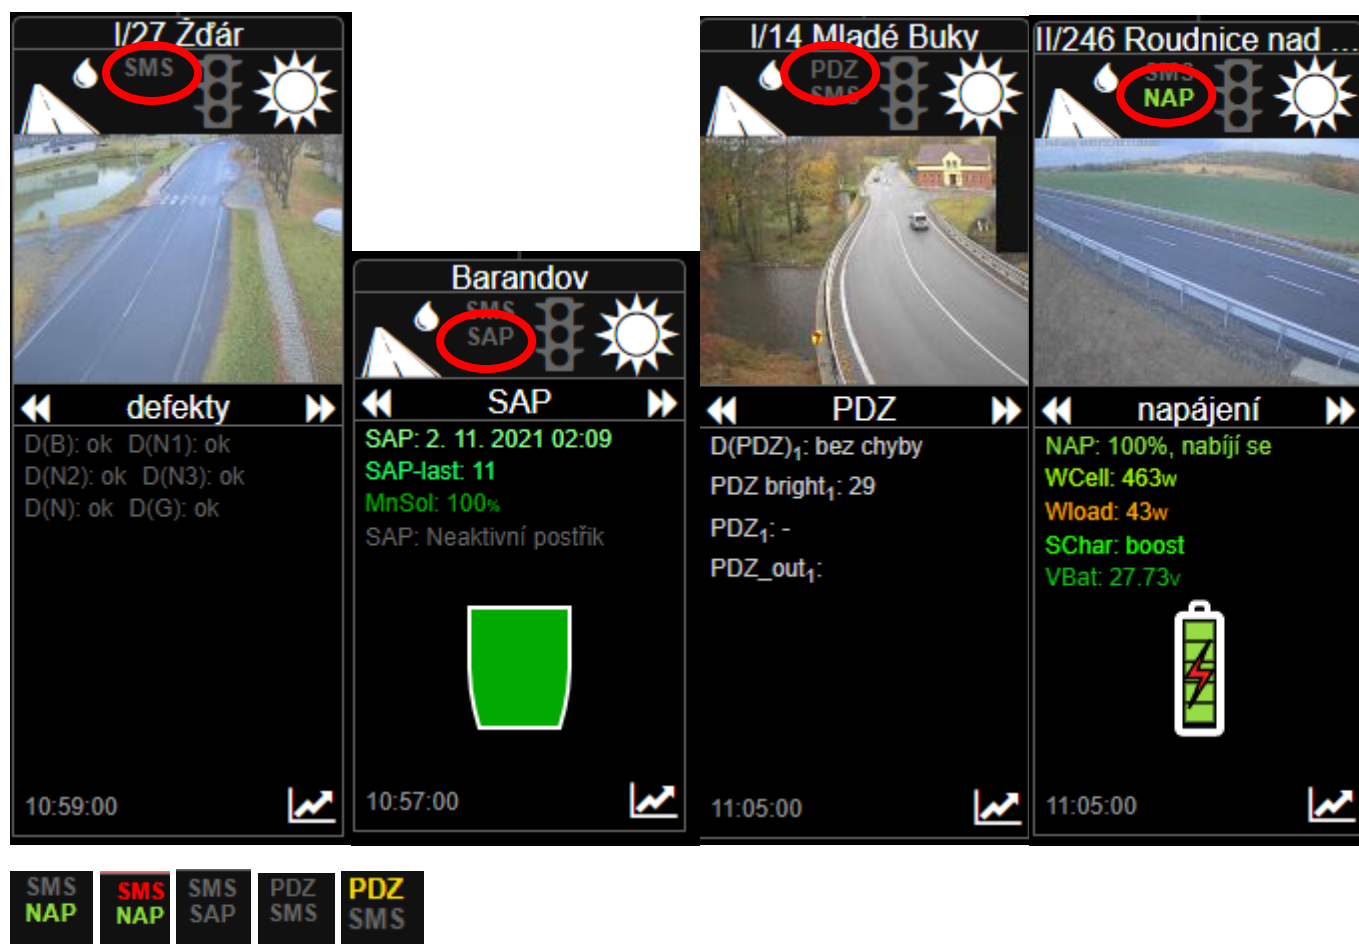 I/27 Žďár
SMS
defekty
D(B): ok D(N1): ok
D(N2): ok D(N3): ok
D(N): ok D(G): ok
10:59:00
Barandov
SMS
SAP
SAP
SAP: 2. 11. 2021 02:09
SAP-last: 11
MnSol: 100%
SAP: Neaktivní postřik
10:57:00
I/14 Mladé Buky
PDZ
SMS
PDZ
D(PDZ)₁: bez chyby
PDZ bright₁: 29
PDZ₁: -
PDZ_out₁:
11:05:00
II/246 Roudnice nad ...
SMS
NAP
napájení
NAP: 100%, nabíjí se
WCell: 463w
Wload: 43w
SChar: boost
VBat: 27.73v
11:05:00
SMS
NAP
SMS
NAP
SMS
SAP
PDZ
SMS
PDZ
SMS